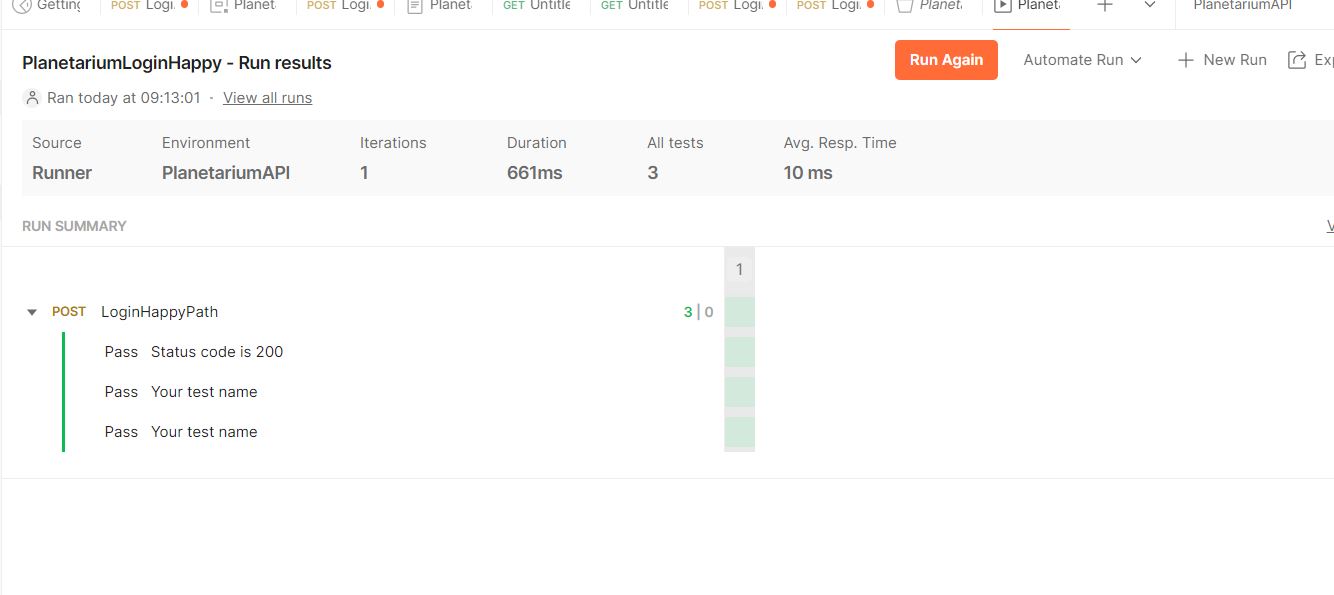 Getting POST Logi. Planet. POST Logi. Planet. GET Untitle GET Untitle POST Logi. POST Logi. Planet. Planet. PlanetariumAPI
PlanetariumLoginHappy - Run results
Run Again Automate Run + New Run Exp
Ran today at 09:13:01 · View all runs
Source Environment Iterations Duration All tests Avg. Resp. Time
Runner PlanetariumAPI 1 661ms 3 10 ms
RUN SUMMARY V
1
POST LoginHappyPath 3 | 0
Pass Status code is 200
Pass Your test name
Pass Your test name